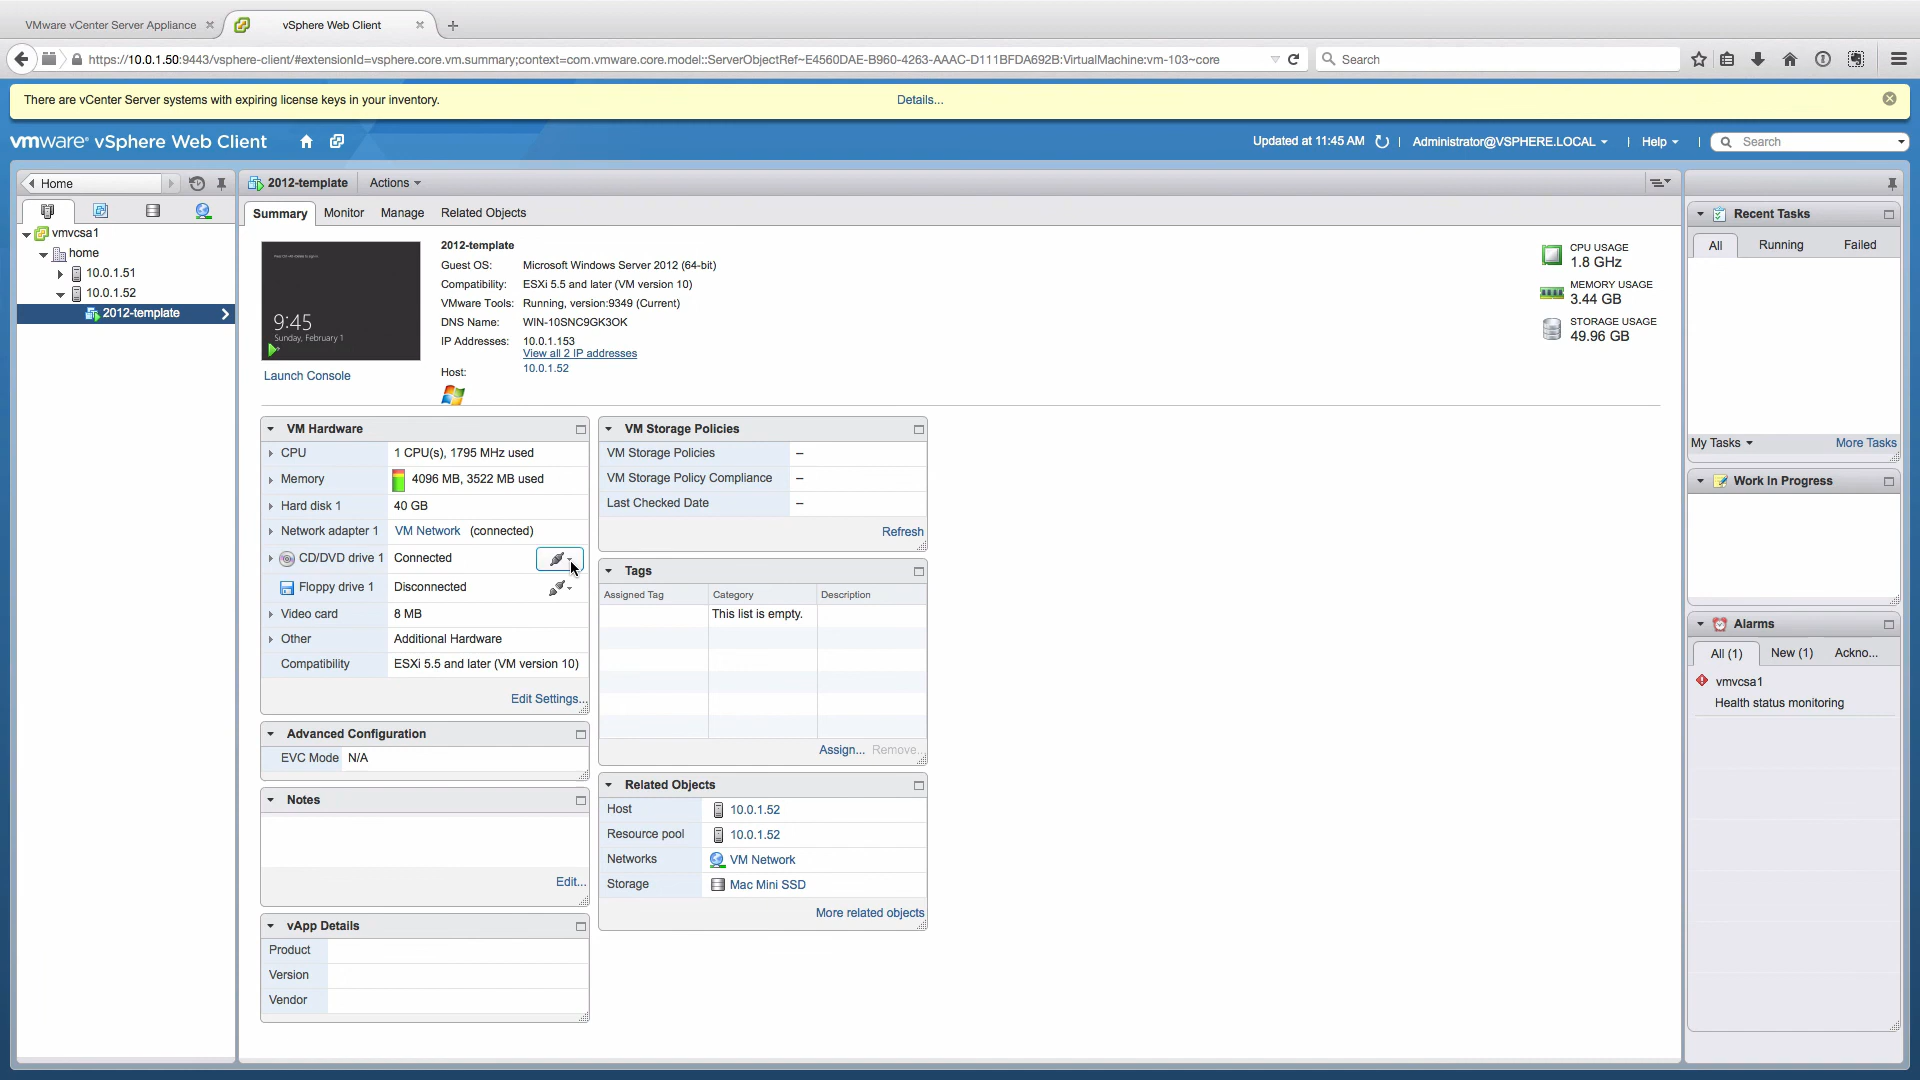 VMware vCenter Server Appliance
vSphere Web Client
https://10.0.1.50:9443/vsphere-client/#extensionId=vsphere.core.vm.summary;context=com.vmware.core.model::ServerObjectRef~E4560DAE-B960-4263-AAAC-D111BFDA692B:VirtualMachine:vm-103~core
Search
There are vCenter Server systems with expiring license keys in your inventory.
Details...
vmware® vSphere Web Client
Updated at 11:45 AM
Administrator@VSPHERE.LOCAL
Help
Search
Home
vmvcsa1
home
10.0.1.51
10.0.1.52
2012-template
2012-template
Actions
Summary
Monitor
Manage
Related Objects
9:45
Sunday, February 1
Launch Console
2012-template
Guest OS: Microsoft Windows Server 2012 (64-bit)
Compatibility: ESXi 5.5 and later (VM version 10)
VMware Tools: Running, version:9349 (Current)
DNS Name: WIN-10SNC9GK3OK
IP Addresses: 10.0.1.153
View all 2 IP addresses
Host: 10.0.1.52
CPU USAGE
1.8 GHz
MEMORY USAGE
3.44 GB
STORAGE USAGE
49.96 GB
VM Hardware
CPU 1 CPU(s), 1795 MHz used
Memory 4096 MB, 3522 MB used
Hard disk 1 40 GB
Network adapter 1 VM Network (connected)
CD/DVD drive 1 Connected
Floppy drive 1 Disconnected
Video card 8 MB
Other Additional Hardware
Compatibility ESXi 5.5 and later (VM version 10)
Edit Settings...
Advanced Configuration
EVC Mode N/A
Notes
Edit...
vApp Details
Product
Version
Vendor
VM Storage Policies
VM Storage Policies –
VM Storage Policy Compliance –
Last Checked Date –
Refresh
Tags
Assigned Tag Category Description
This list is empty.
Assign... Remove...
Related Objects
Host 10.0.1.52
Resource pool 10.0.1.52
Networks VM Network
Storage Mac Mini SSD
More related objects
Recent Tasks
All Running Failed
My Tasks More Tasks
Work In Progress
Alarms
All (1) New (1) Ackno...
vmvcsa1
Health status monitoring